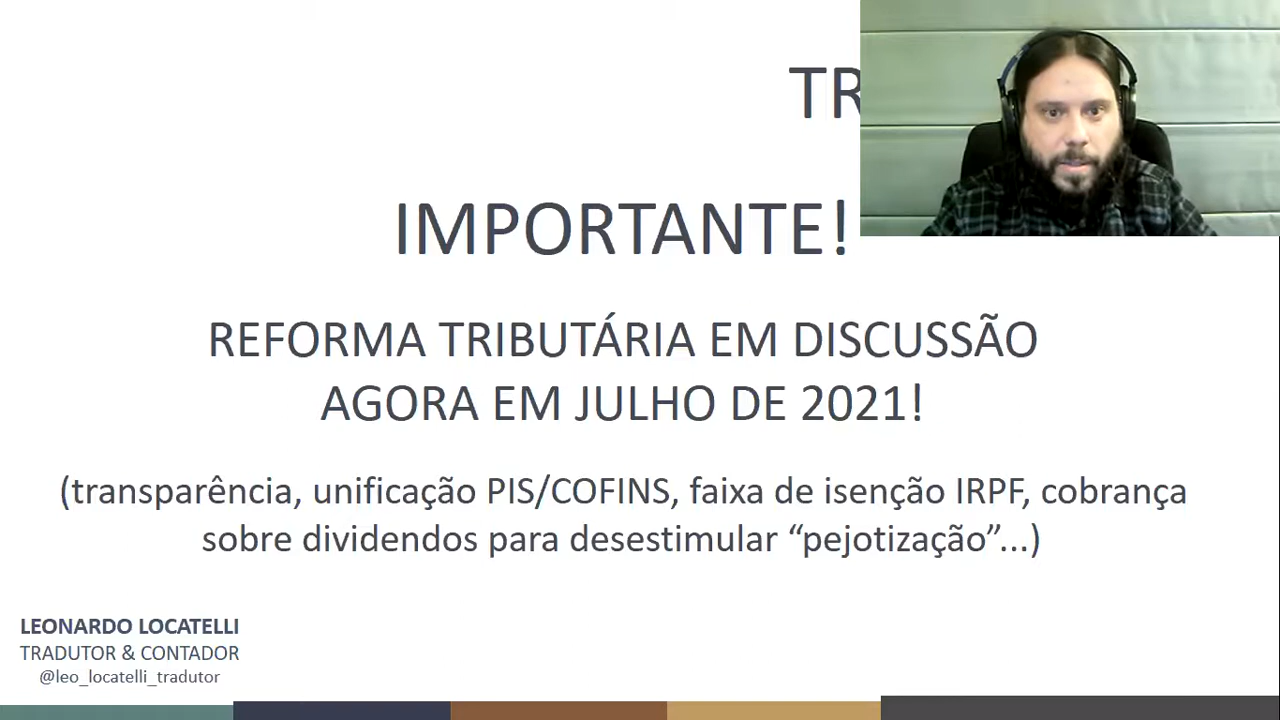 TR
IMPORTANTE!
REFORMA TRIBUTÁRIA EM DISCUSSÃO
AGORA EM JULHO DE 2021!
(transparência, unificação PIS/COFINS, faixa de isenção IRPF, cobrança
sobre dividendos para desestimular “pejotização”...)
LEONARDO LOCATELLI
TRADUTOR & CONTADOR
@leo_locatelli_tradutor